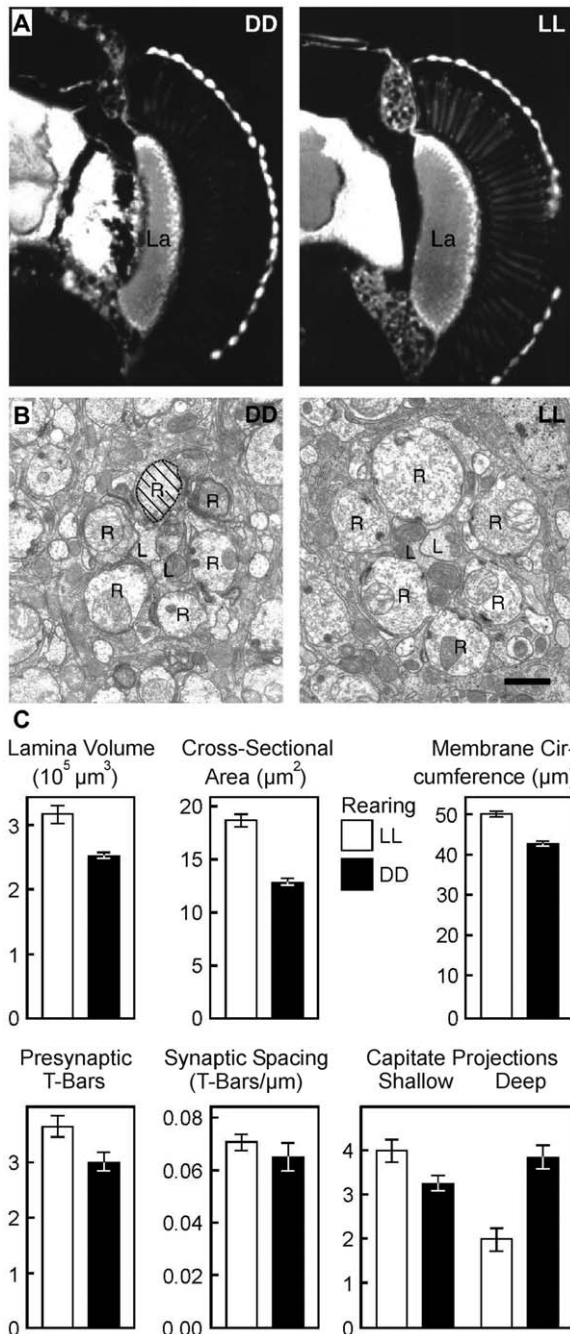 A DD LL
La La
B DD LL
R R R R R R L L
R R R R R R L L
C
Lamina Volume
(10⁵ µm³)
3
2
1
0
Cross-Sectional
Area (µm²)
20
15
10
5
0
Rearing
LL
DD
Membrane Cir-
cumference (µm)
50
40
30
20
10
0
Presynaptic
T-Bars
3
2
1
0
Synaptic Spacing
(T-Bars/µm)
0.08
0.06
0.04
0.02
0.00
Capitate Projections
Shallow Deep
4
3
2
1
0